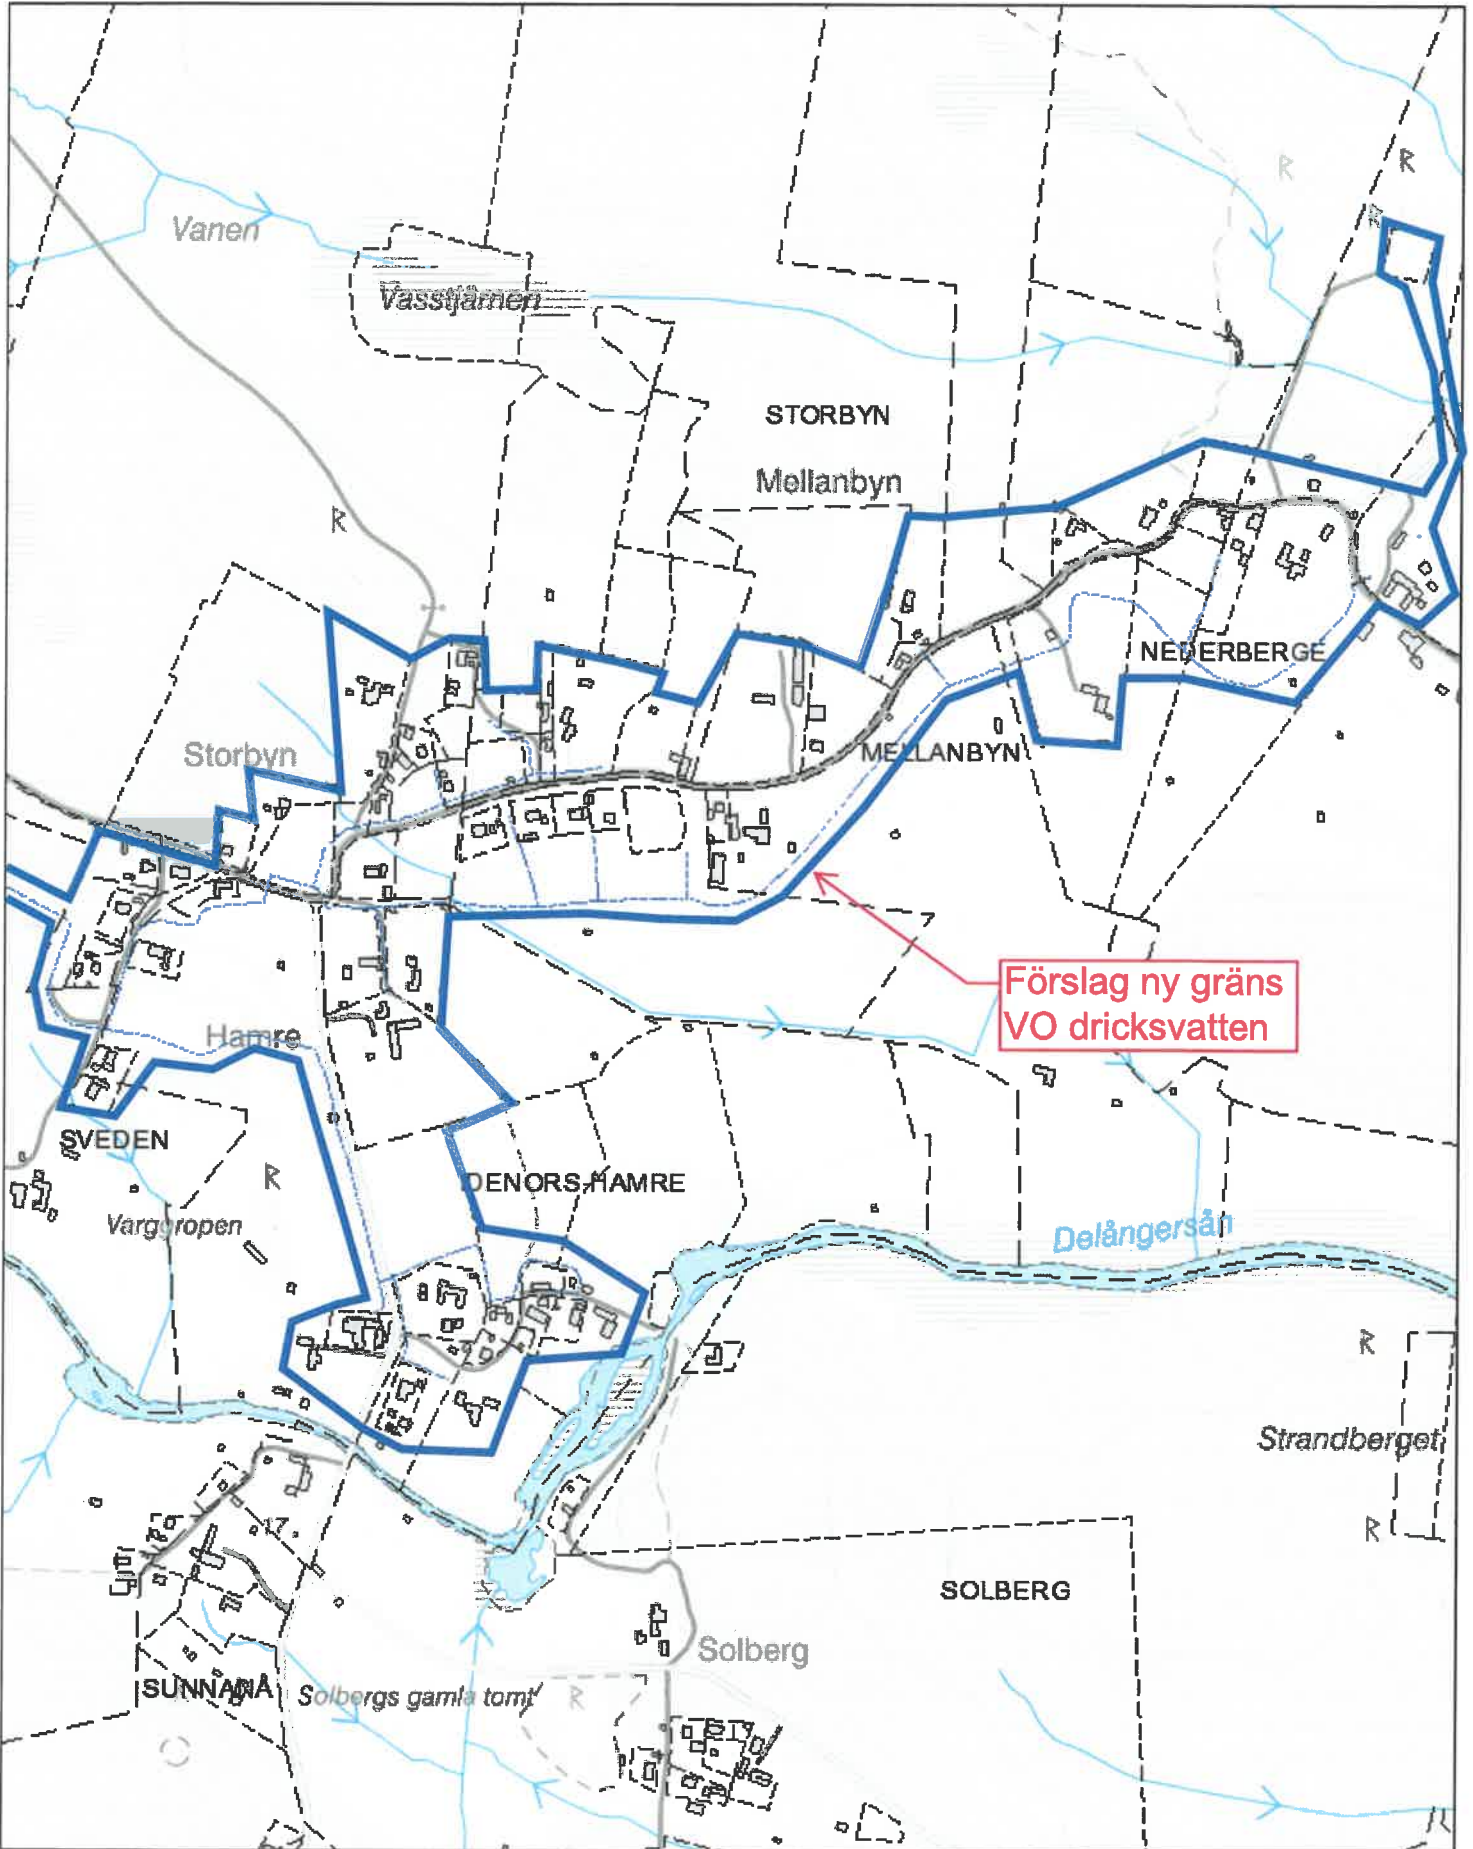 R
R
R
Vanen
Vasstjärnen
STORBYN
Mellanbyn
R
NEDERBERGE
MELLANBYN
Storbyn
Förslag ny gräns
VO dricksvatten
Hamre
SVEDEN
R
DENORS-HAMRE
Varggropen
Delångersån
R
Strandberget
R
17
SOLBERG
Solberg
SUNNANÅ
Solbergs gamla tomt
R
R